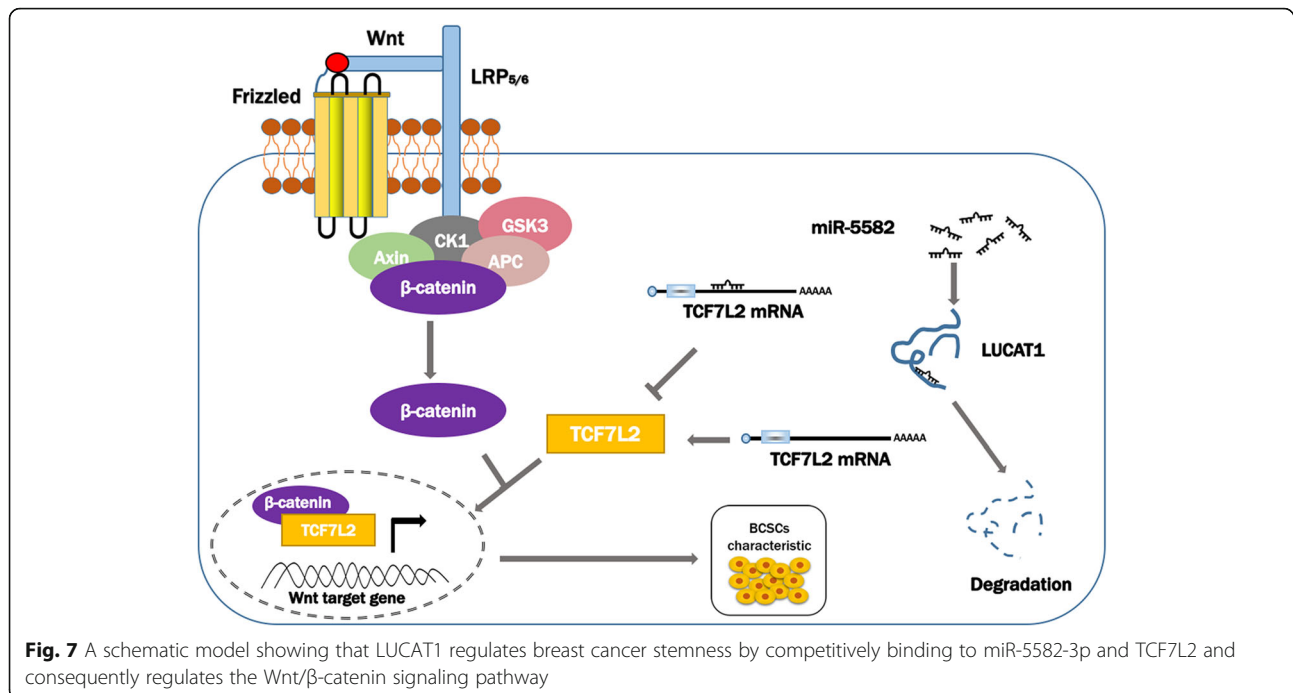 Wnt
LRP5/6
Frizzled
GSK3
CK1
Axin
APC
β-catenin
miR-5582
AAAAA
TCF7L2 mRNA
LUCAT1
β-catenin
TCF7L2
AAAAA
TCF7L2 mRNA
β-catenin
TCF7L2
Wnt target gene
BCSCs
characteristic
Degradation
Fig. 7 A schematic model showing that LUCAT1 regulates breast cancer stemness by competitively binding to miR-5582-3p and TCF7L2 and
consequently regulates the Wnt/β-catenin signaling pathway